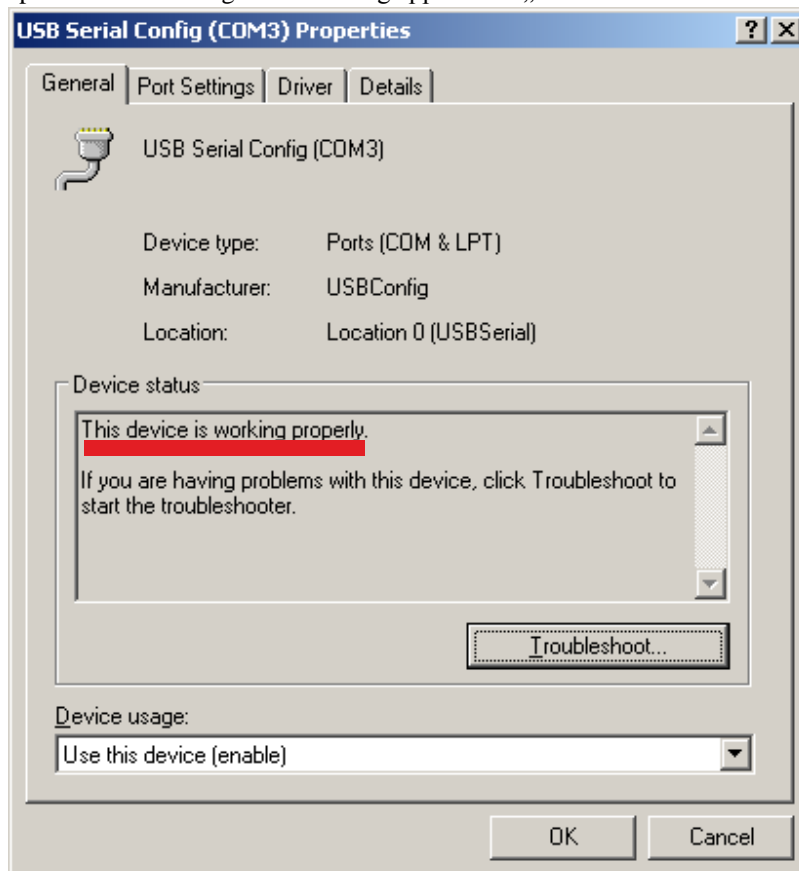 USB Serial Config (COM3) Properties
General Port Settings Driver Details
USB Serial Config (COM3)
Device type: Ports (COM & LPT)
Manufacturer: USBConfig
Location: Location 0 (USBSerial)
Device status
This device is working properly.
If you are having problems with this device, click Troubleshoot to
start the troubleshooter.
Troubleshoot...
Device usage:
Use this device (enable)
OK Cancel